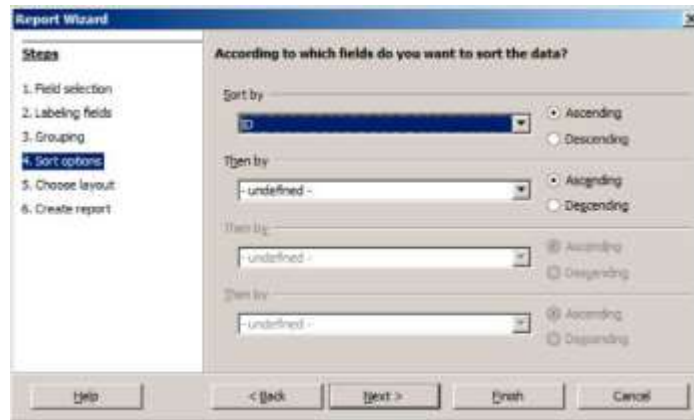 Report Wizard
Steps
1. Field selection
2. Labeling fields
3. Grouping
4. Sort options
5. Choose layout
6. Create report
According to which fields do you want to sort the data?
Sort by
ID
Ascending
Descending
Then by
- undefined -
Ascending
Descending
Then by
- undefined -
Ascending
Descending
Then by
- undefined -
Ascending
Descending
Help
< Back
Next >
Finish
Cancel